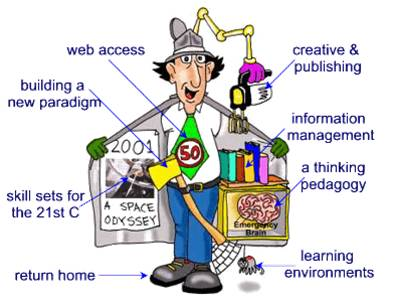 web access
creative &
publishing
building a
new paradigm
information
management
2001
50
a thinking
pedagogy
skill sets for
the 21st C
A SPACE
ODYSSEY
Emergency
Brain
learning
environments
return home